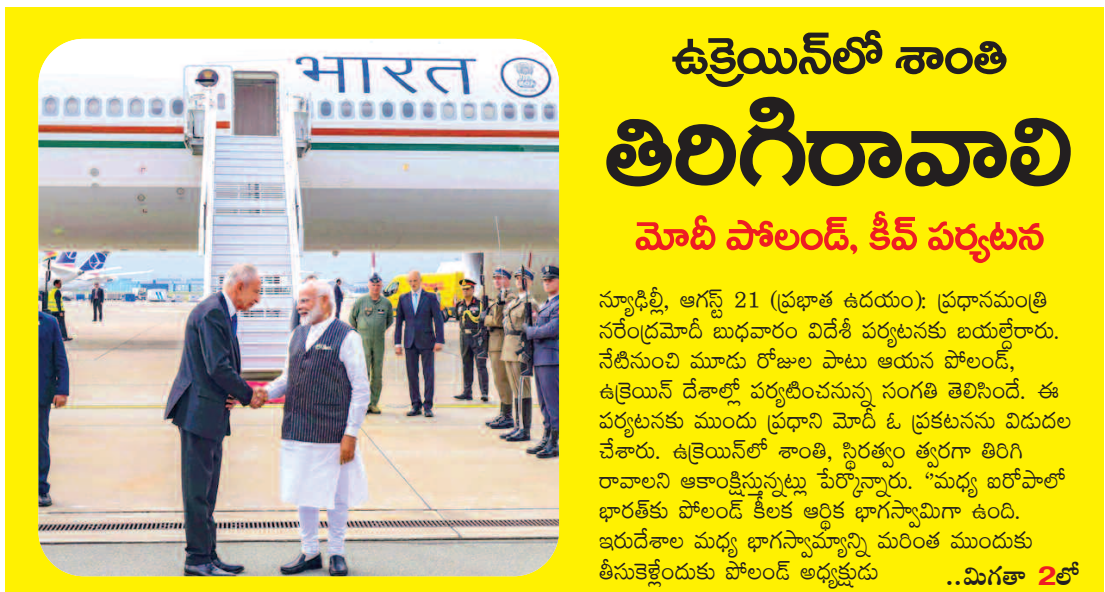 भारत
ఉక్రెయిన్‌లో శాంతి
తిరిగిరావాలి
మోదీ పోలండ్, కీవ్ పర్యటన
న్యూఢిల్లీ, ఆగస్ట్ 21 (ప్రభాత ఉదయం): ప్రధానమంత్రి
నరేంద్రమోదీ బుధవారం విదేశీ పర్యటనకు బయల్దేరారు.
నేటినుంచి మూడు రోజుల పాటు ఆయన పోలండ్,
ఉక్రెయిన్ దేశాల్లో పర్యటించనున్న సంగతి తెలిసిందే. ఈ
పర్యటనకు ముందు ప్రధాని మోదీ ఓ ప్రకటనను విడుదల
చేశారు. ఉక్రెయిన్‌లో శాంతి, స్థిరత్వం త్వరగా తిరిగి
రావాలని ఆకాంక్షిస్తున్నట్లు పేర్కొన్నారు. ‘‘మధ్య ఐరోపాలో
భారత్‌కు పోలండ్ కీలక ఆర్థిక భాగస్వామిగా ఉంది.
ఇరుదేశాల మధ్య భాగస్వామ్యాన్ని మరింత ముందుకు
తీసుకెళ్లేందుకు పోలండ్ అధ్యక్షుడు
..మిగతా 2లో